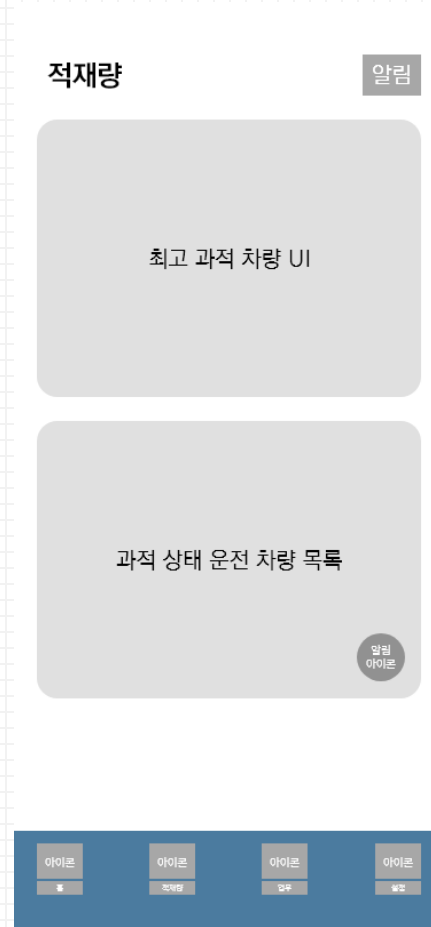 적재량
알림
최고 과적 차량 UI
과적 상태 운전 차량 목록
알림
아이콘
아이콘
아이콘
아이콘
아이콘
홈
적재량
업무
설정